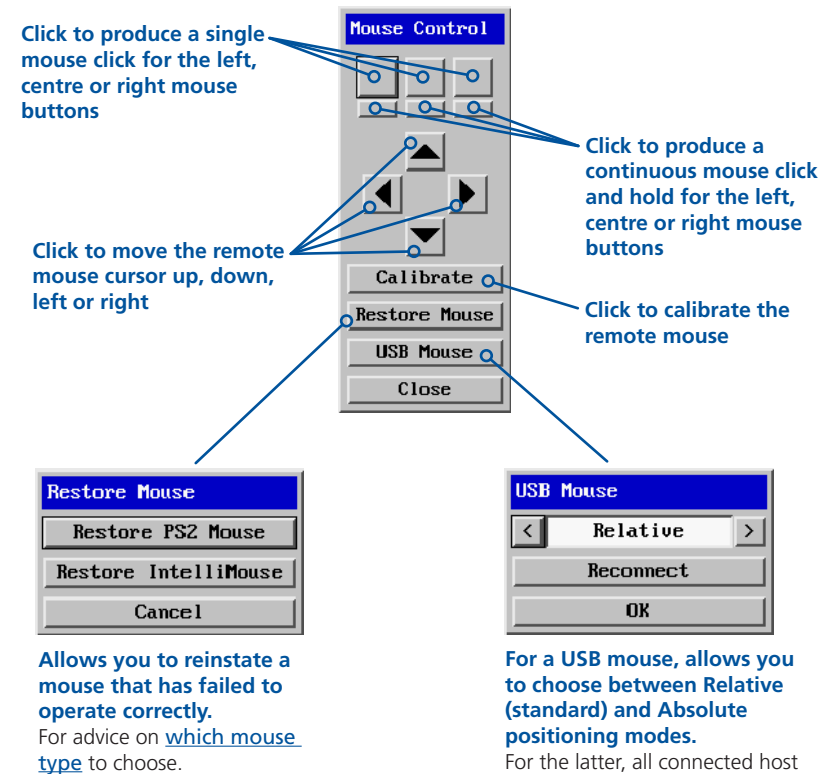 Click to produce a single
mouse click for the left,
centre or right mouse
buttons
Mouse Control
Click to produce a
continuous mouse click
and hold for the left,
centre or right mouse
buttons
Click to move the remote
mouse cursor up, down,
left or right
Calibrate
Restore Mouse
USB Mouse
Close
Click to calibrate the
remote mouse
Restore Mouse
Restore PS2 Mouse
Restore IntelliMouse
Cancel
Allows you to reinstate a
mouse that has failed to
operate correctly.
For advice on which mouse
type to choose.
USB Mouse
< Relative >
Reconnect
OK
For a USB mouse, allows you
to choose between Relative
(standard) and Absolute
positioning modes.
For the latter, all connected host